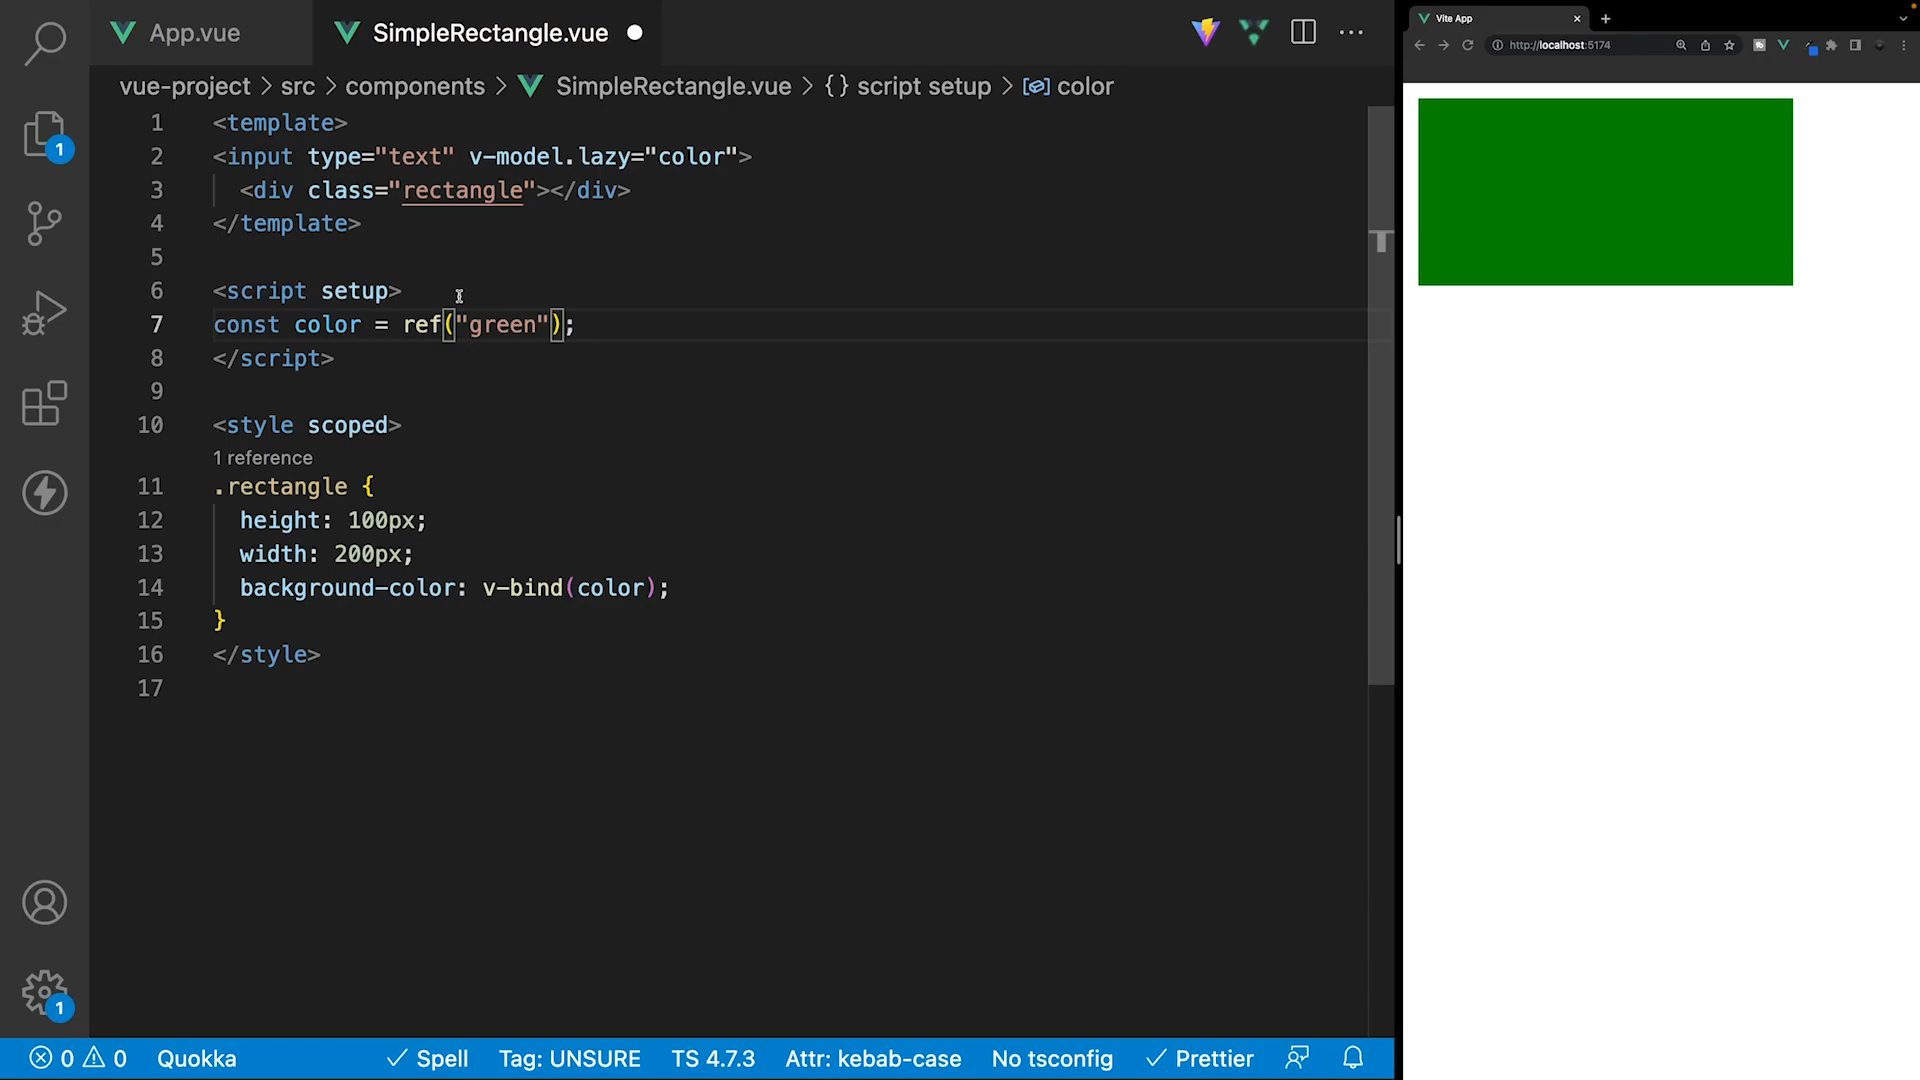 App.vue
SimpleRectangle.vue
vue-project > src > components > SimpleRectangle.vue > {} script setup > color
1 <template>
2 <input type="text" v-model.lazy="color">
3 <div class="rectangle"></div>
4 </template>
5
6 <script setup>
7 const color = ref("green");
8 </script>
9
10 <style scoped>
1 reference
11 .rectangle {
12 height: 100px;
13 width: 200px;
14 background-color: v-bind(color);
15 }
16 </style>
17
1
1
0 0 Quokka Spell Tag: UNSURE TS 4.7.3 Attr: kebab-case No tsconfig Prettier
Vite App
http://localhost:5174